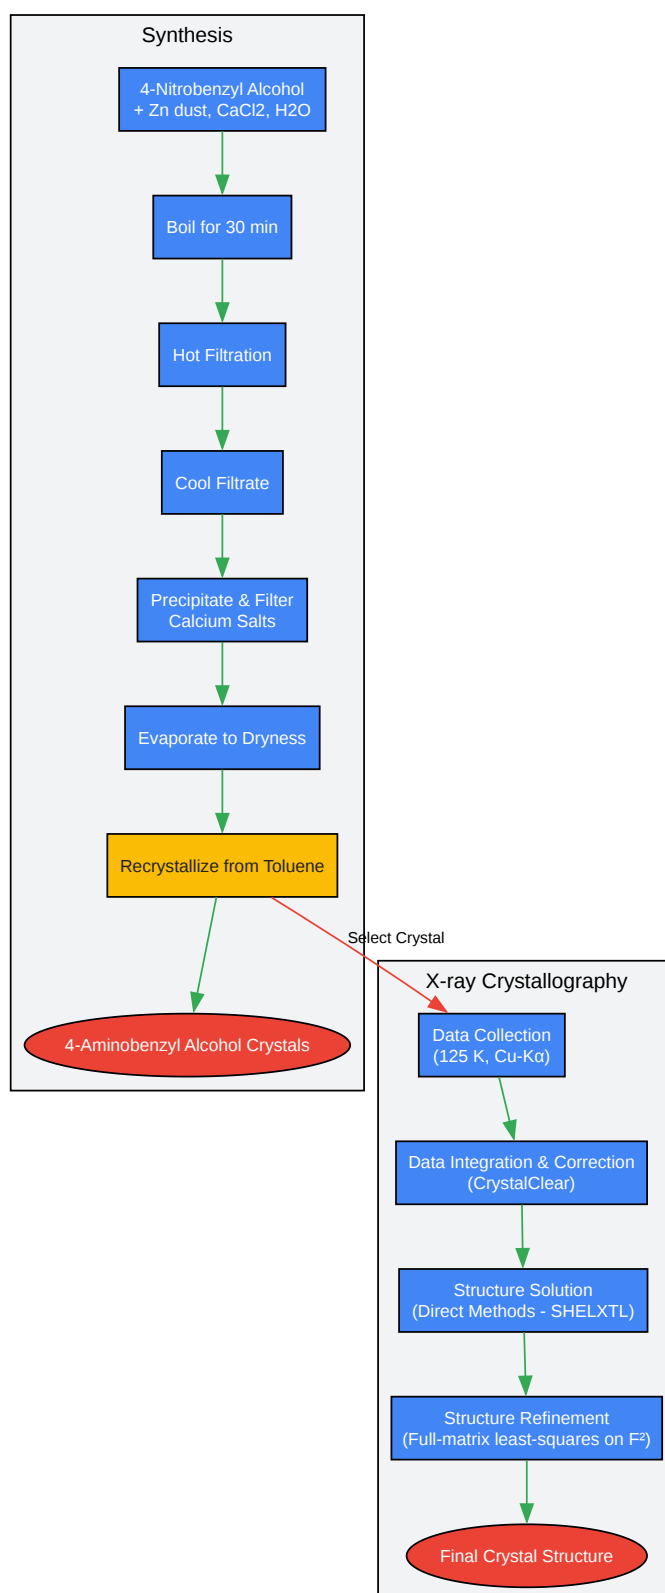 Synthesis
4-Nitrobenzyl Alcohol
+ Zn dust, CaCl2, H2O
Boil for 30 min
Hot Filtration
Cool Filtrate
Precipitate & Filter
Calcium Salts
Evaporate to Dryness
Recrystallize from Toluene
Select Crystal
4-Aminobenzyl Alcohol Crystals
X-ray Crystallography
Data Collection
(125 K, Cu-Kα)
Data Integration & Correction
(CrystalClear)
Structure Solution
(Direct Methods - SHELXTL)
Structure Refinement
(Full-matrix least-squares on F²)
Final Crystal Structure